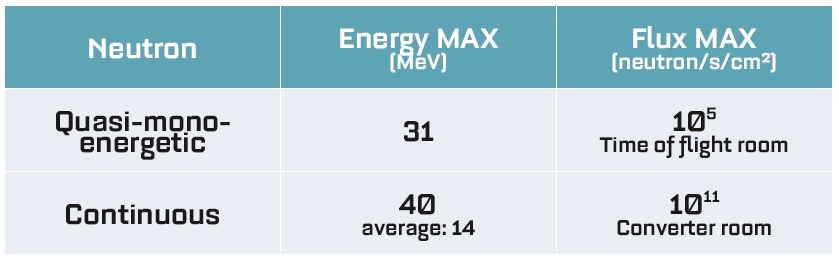 Neutron
Energy MAX
(MeV)
Flux MAX
(neutron/s/cm²)
Quasi-mono-
energetic
31
10⁵
Time of flight room
Continuous
40
average: 14
10¹¹
Converter room